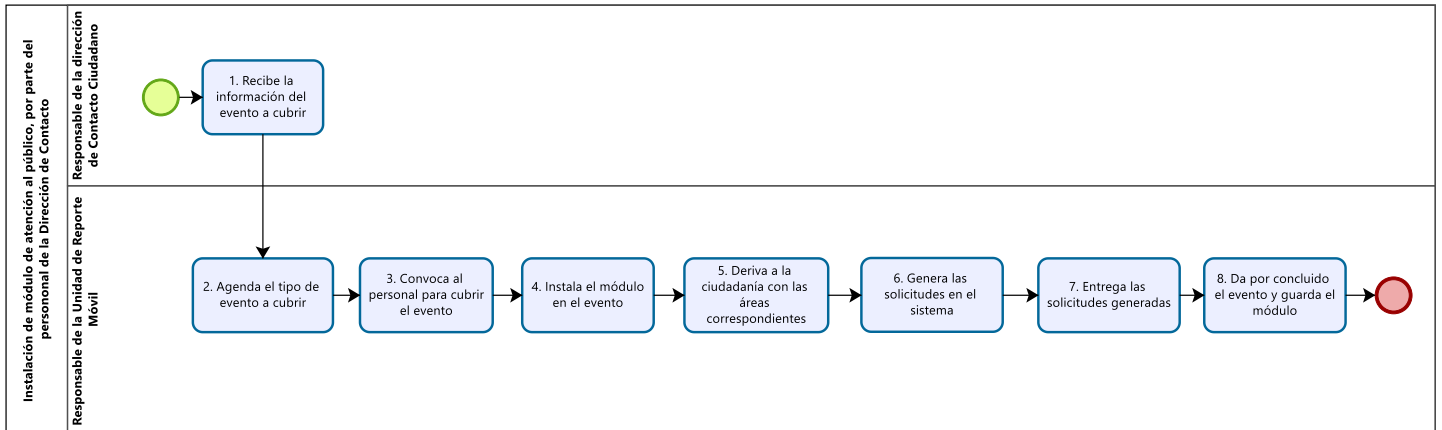 Instalación de módulo de atención al público, por parte del
personal de la Dirección de Contacto
Responsable de la dirección
de Contacto Ciudadano
1. Recibe la
información del
evento a cubrir
Responsable de la Unidad de Reporte
Móvil
2. Agenda el tipo de
evento a cubrir
3. Convoca al
personal para cubrir
el evento
4. Instala el módulo
en el evento
5. Deriva a la
ciudadanía con las
áreas
correspondientes
6. Genera las
solicitudes en el
sistema
7. Entrega las
solicitudes generadas
8. Da por concluido
el evento y guarda el
módulo